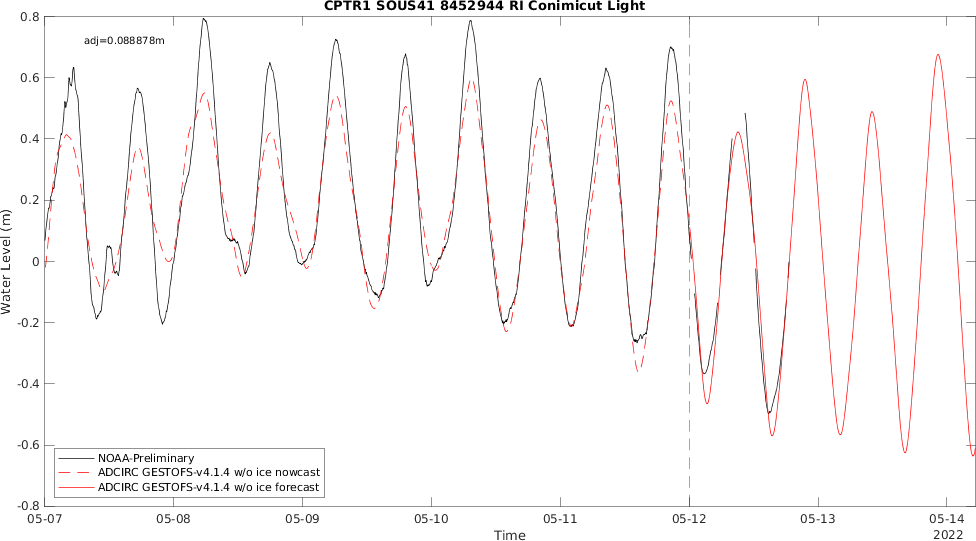 CPTR1 SOUS41 8452944 RI Conimicut Light
adj=0.088878m
0.8
0.6
0.4
0.2
0
-0.2
-0.4
-0.6
-0.8
Water Level (m)
NOAA-Preliminary
ADCIRC GESTOFS-v4.1.4 w/o ice nowcast
ADCIRC GESTOFS-v4.1.4 w/o ice forecast
05-07 05-08 05-09 05-10 05-11 05-12 05-13 05-14
2022
Time